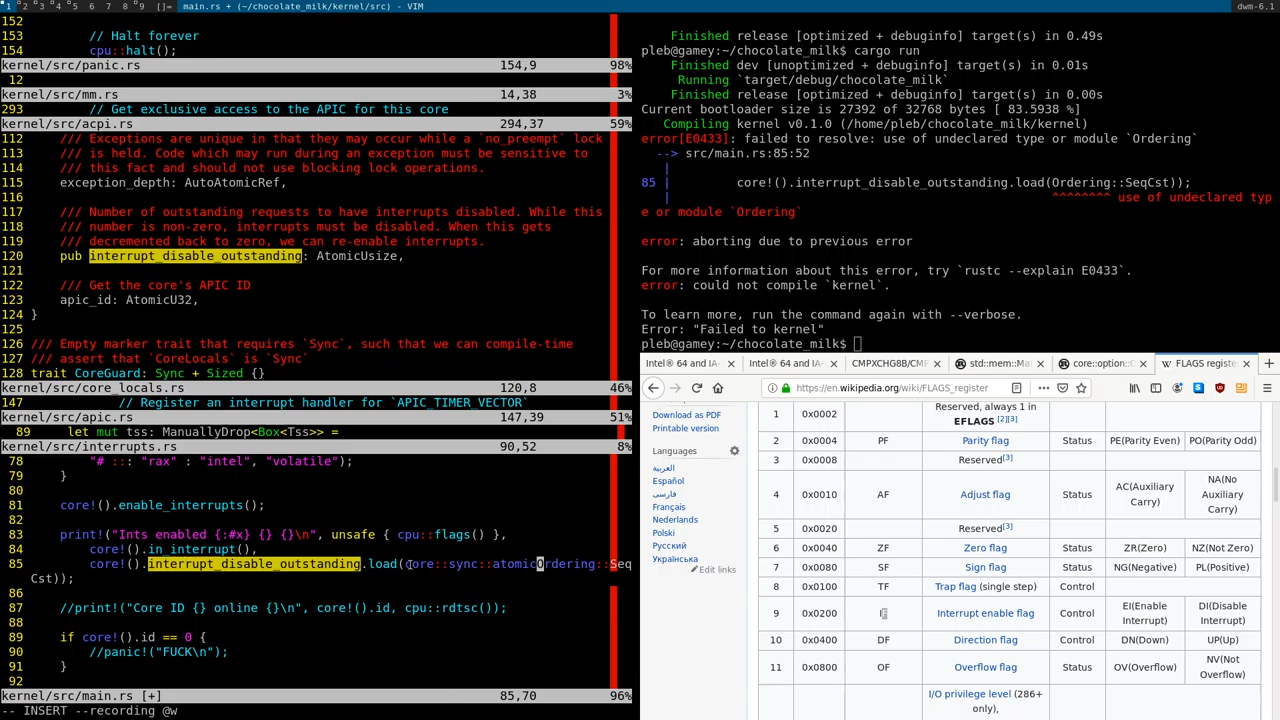 1 2 3 4 5 6 7 8 9 []= main.rs + (~/chocolate_milk/kernel/src) - VIM dwm-6.1
152
153         // Halt forever
154         cpu::halt();
kernel/src/panic.rs 154,9 98%
12
kernel/src/mm.rs 14,38 3%
293         // Get exclusive access to the APIC for this core
kernel/src/acpi.rs 294,37 59%
112     /// Exceptions are unique in that they may occur while a `no_preempt` lock
113     /// is held. Code which may run during an exception must be sensitive to
114     /// this fact and should not use blocking lock operations.
115     exception_depth: AutoAtomicRef,
116
117     /// Number of outstanding requests to have interrupts disabled. While this
118     /// number is non-zero, interrupts must be disabled. When this gets
119     /// decremented back to zero, we can re-enable interrupts.
120     pub interrupt_disable_outstanding: AtomicUsize,
121
122     /// Get the core's APIC ID
123     apic_id: AtomicU32,
124 }
125
126 /// Empty marker trait that requires `Sync`, such that we can compile-time
127 /// assert that `CoreLocals` is `Sync`
128 trait CoreGuard: Sync + Sized {}
kernel/src/core_locals.rs 120,8 46%
147             // Register an interrupt handler for `APIC_TIMER_VECTOR`
kernel/src/apic.rs 147,39 51%
89     let mut tss: ManuallyDrop<Box<Tss>> =
kernel/src/interrupts.rs 90,52 8%
78         "# ::: "rax" : "intel", "volatile");
79     }
80
81     core!().enable_interrupts();
82
83     print!("Ints enabled {:#x} {} {}\n", unsafe { cpu::flags() },
84         core!().in_interrupt(),
85         core!().interrupt_disable_outstanding.load(core::sync::atomicOrdering::Seq
Cst));
86
87     //print!("Core ID {} online {}\n", core!().id, cpu::rdtsc());
88
89     if core!().id == 0 {
90         //panic!("FUCK\n");
91     }
92
kernel/src/main.rs [+] 85,70 96%
-- INSERT --recording @w
Finished release [optimized + debuginfo] target(s) in 0.49s
pleb@gamey:~/chocolate_milk$ cargo run
Finished dev [unoptimized + debuginfo] target(s) in 0.01s
Running `target/debug/chocolate_milk`
Finished release [optimized + debuginfo] target(s) in 0.00s
Current bootloader size is 27392 of 32768 bytes [ 83.5938 %]
Compiling kernel v0.1.0 (/home/pleb/chocolate_milk/kernel)
error[E0433]: failed to resolve: use of undeclared type or module `Ordering`
--> src/main.rs:85:52
|
85 |         core!().interrupt_disable_outstanding.load(Ordering::SeqCst));
|                                                    ^^^^^^^^ use of undeclared typ
e or module `Ordering`
error: aborting due to previous error
For more information about this error, try `rustc --explain E0433`.
error: could not compile `kernel`.
To learn more, run the command again with --verbose.
Error: "Failed to kernel"
pleb@gamey:~/chocolate_milk$
Intel® 64 and IA- Intel® 64 and IA- CMPXCHG8B/CMP std::mem::Ma core::option::O W FLAGS registe
https://en.wikipedia.org/wiki/FLAGS_register
Download as PDF
Printable version
Languages
العربية
Español
فارسی
Français
Nederlands
Polski
Русский
Українська
Edit links
1 0x0002 Reserved, always 1 in
EFLAGS [2][3]
2 0x0004 PF Parity flag Status PE(Parity Even) PO(Parity Odd)
3 0x0008 Reserved[3]
4 0x0010 AF Adjust flag Status AC(Auxiliary Carry) NA(No Auxiliary Carry)
5 0x0020 Reserved[3]
6 0x0040 ZF Zero flag Status ZR(Zero) NZ(Not Zero)
7 0x0080 SF Sign flag Status NG(Negative) PL(Positive)
8 0x0100 TF Trap flag (single step) Control
9 0x0200 IF Interrupt enable flag Control EI(Enable Interrupt) DI(Disable Interrupt)
10 0x0400 DF Direction flag Control DN(Down) UP(Up)
11 0x0800 OF Overflow flag Status OV(Overflow) NV(Not Overflow)
I/O privilege level (286+
only),